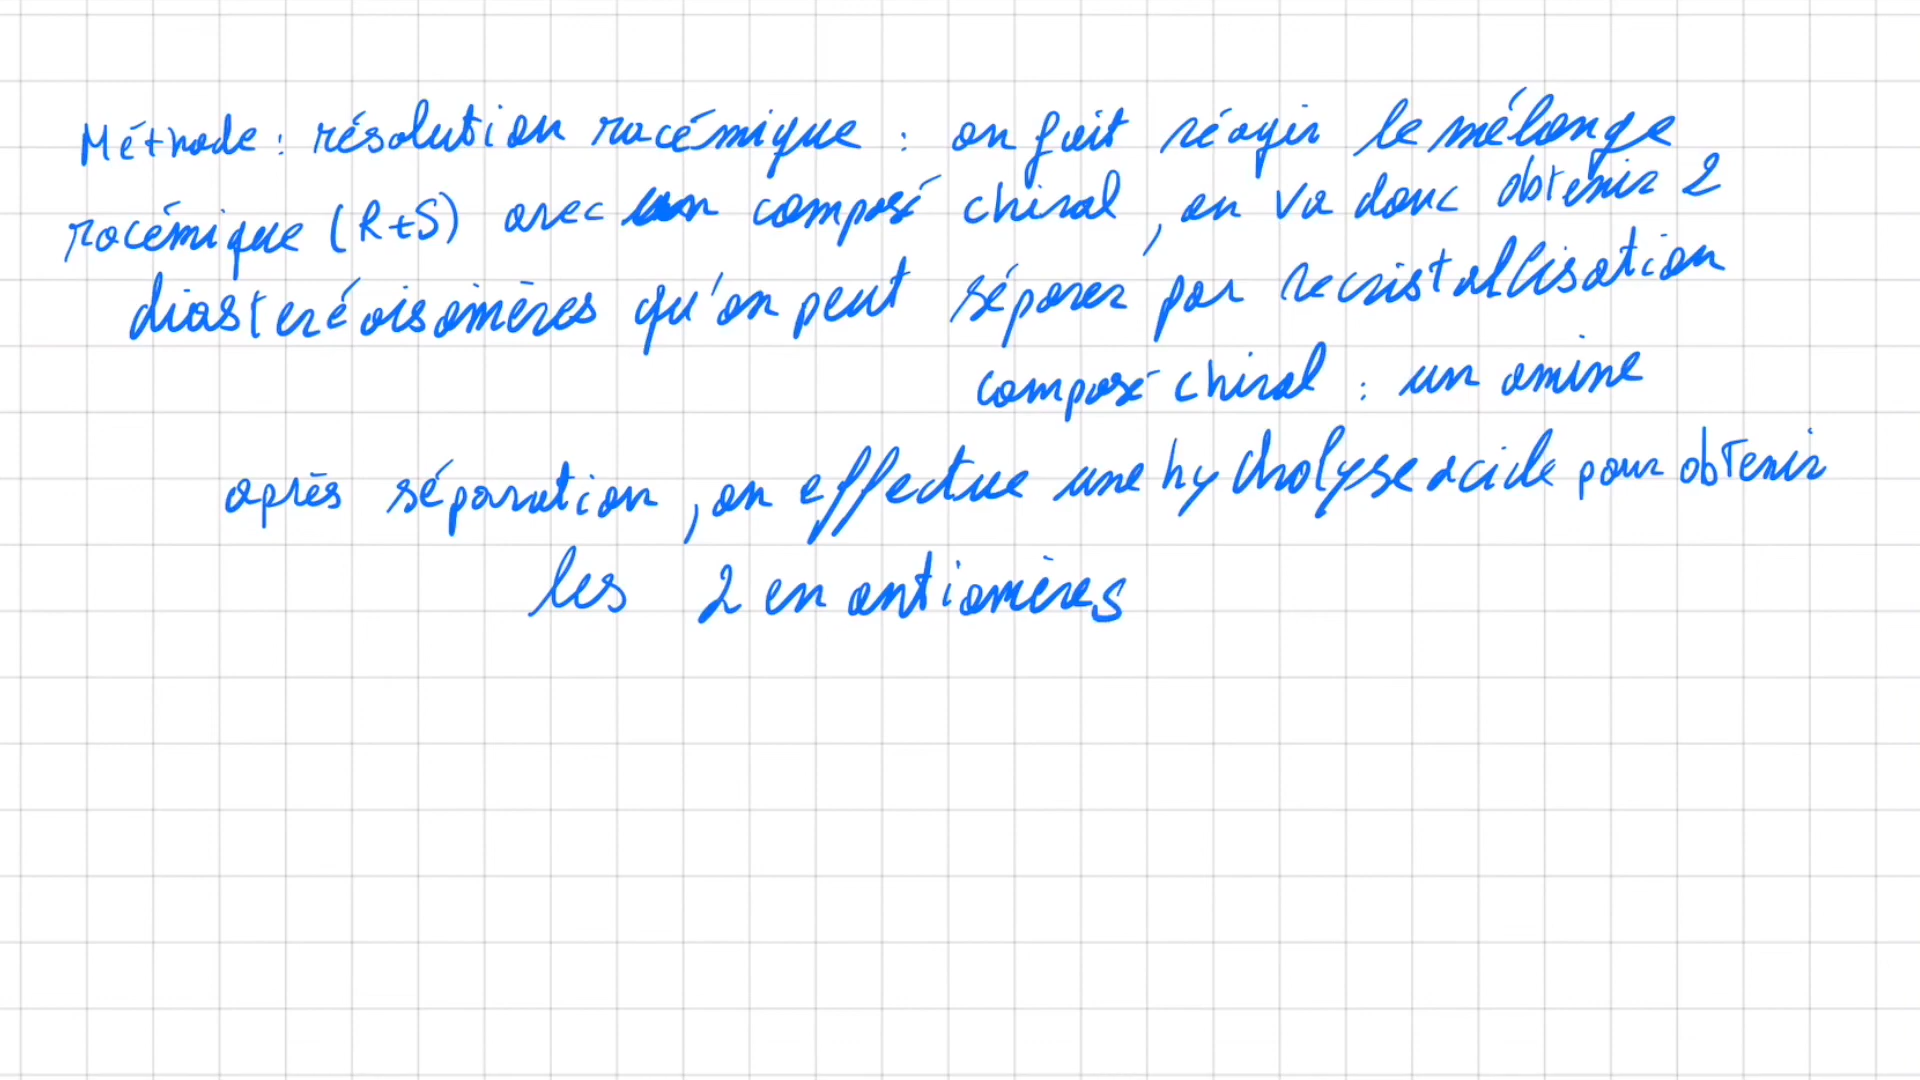 Méthode : résolution racémique : on fait réagir le mélange
racémique (R+S) avec un composé chiral, on va donc obtenir 2
diasteréoisomères qu'on peut séparer par recristallisation
composé chiral : un amine
après séparation, on effectue une hydrolyse acide pour obtenir
les 2 enantiomères